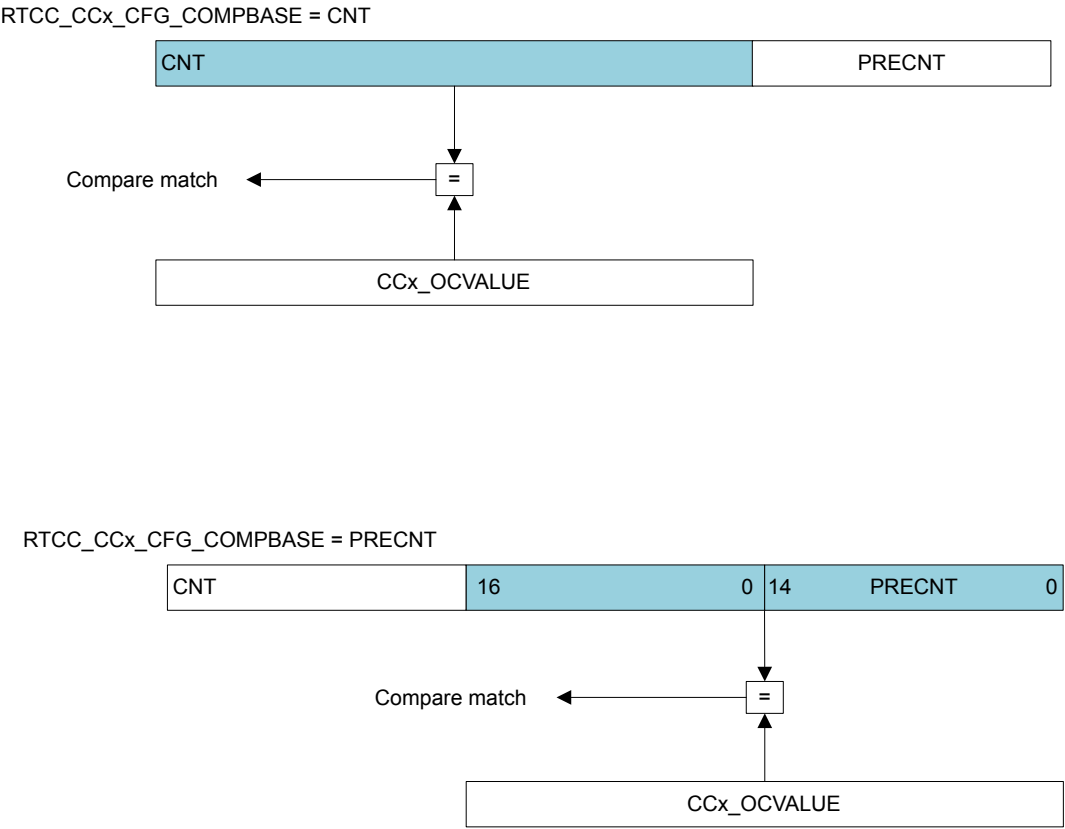 RTCC_CCx_CFG_COMPBASE = CNT
CNT PRECNT
Compare match =
CCx_OCVALUE
RTCC_CCx_CFG_COMPBASE = PRECNT
CNT 16 0 14 PRECNT 0
Compare match =
CCx_OCVALUE